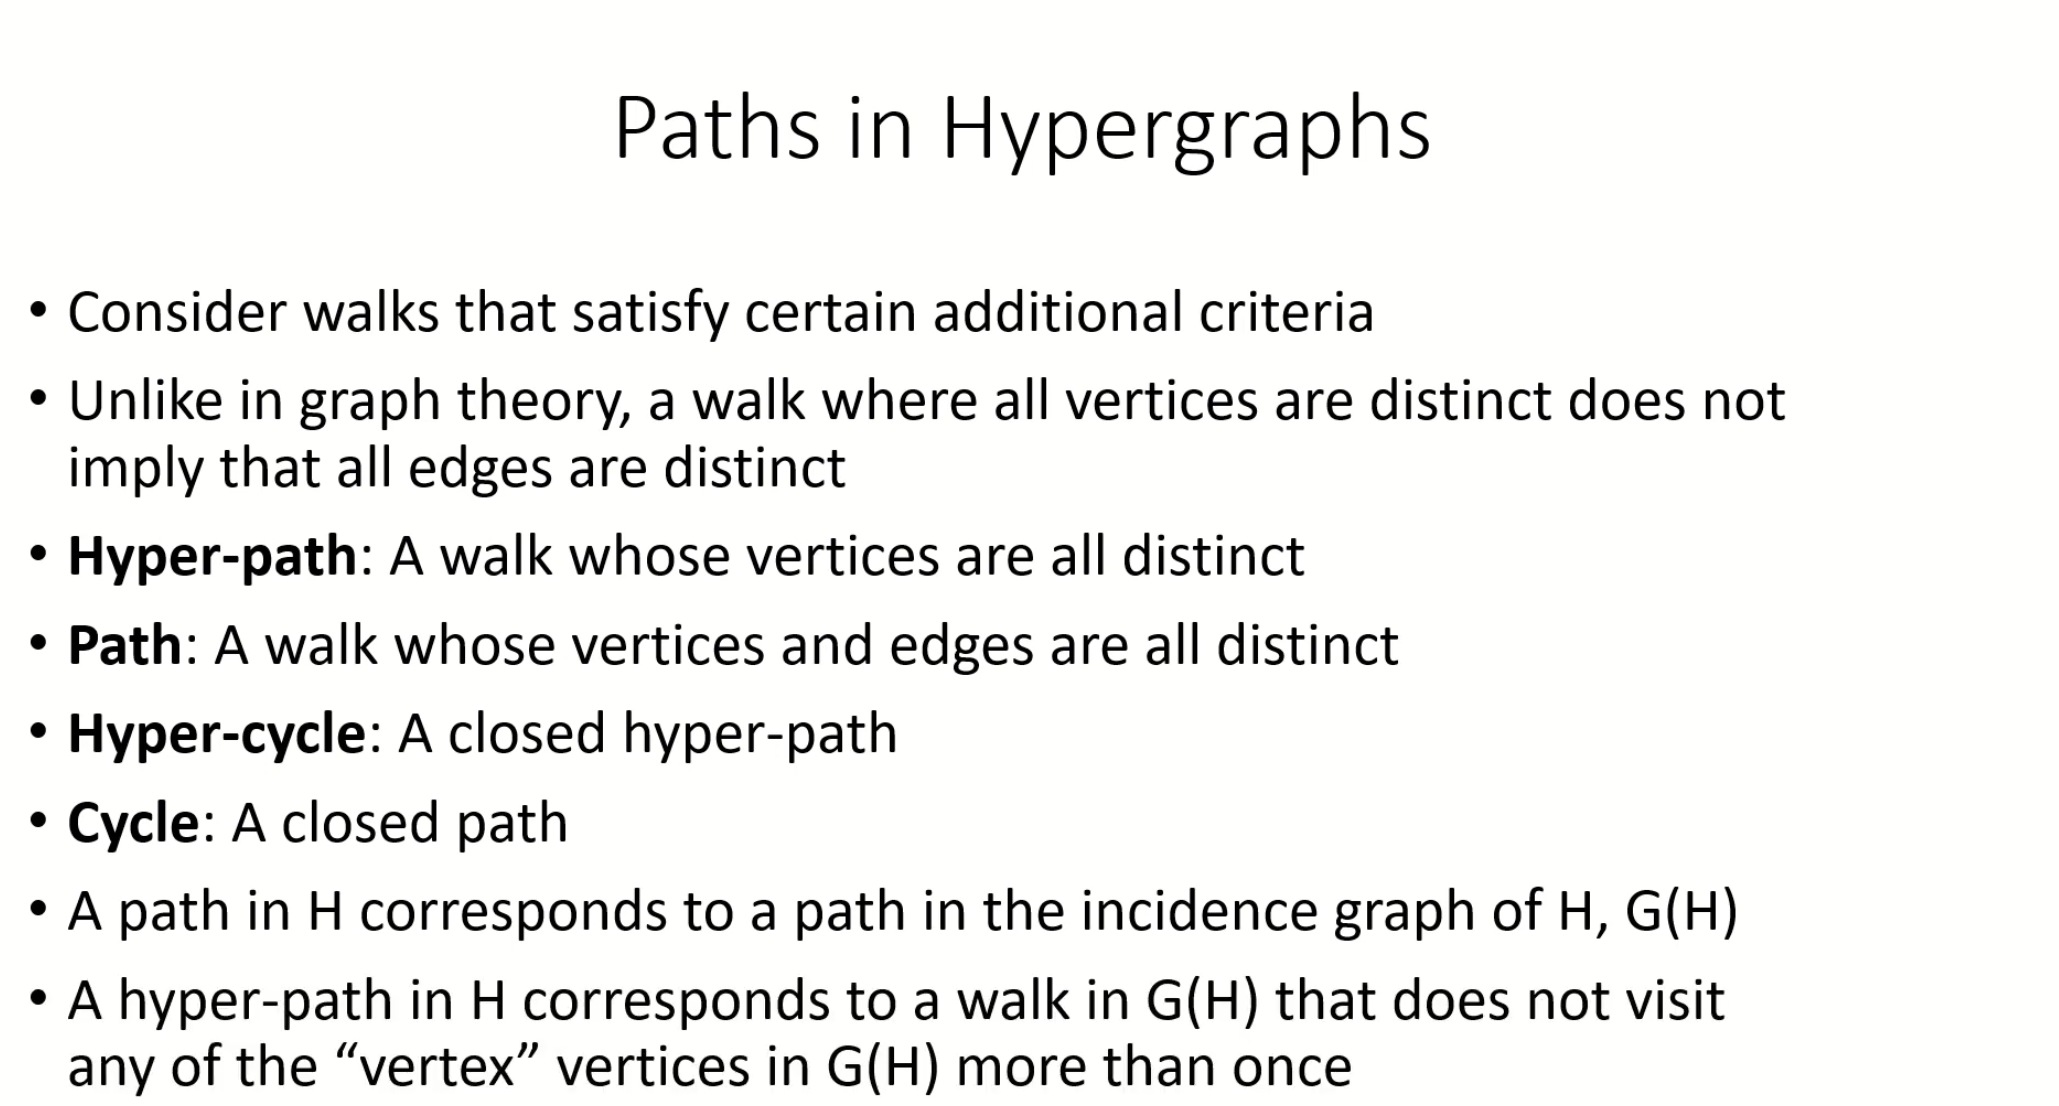 Paths in Hypergraphs
• Consider walks that satisfy certain additional criteria
• Unlike in graph theory, a walk where all vertices are distinct does not
imply that all edges are distinct
• Hyper-path: A walk whose vertices are all distinct
• Path: A walk whose vertices and edges are all distinct
• Hyper-cycle: A closed hyper-path
• Cycle: A closed path
• A path in H corresponds to a path in the incidence graph of H, G(H)
• A hyper-path in H corresponds to a walk in G(H) that does not visit
any of the “vertex” vertices in G(H) more than once